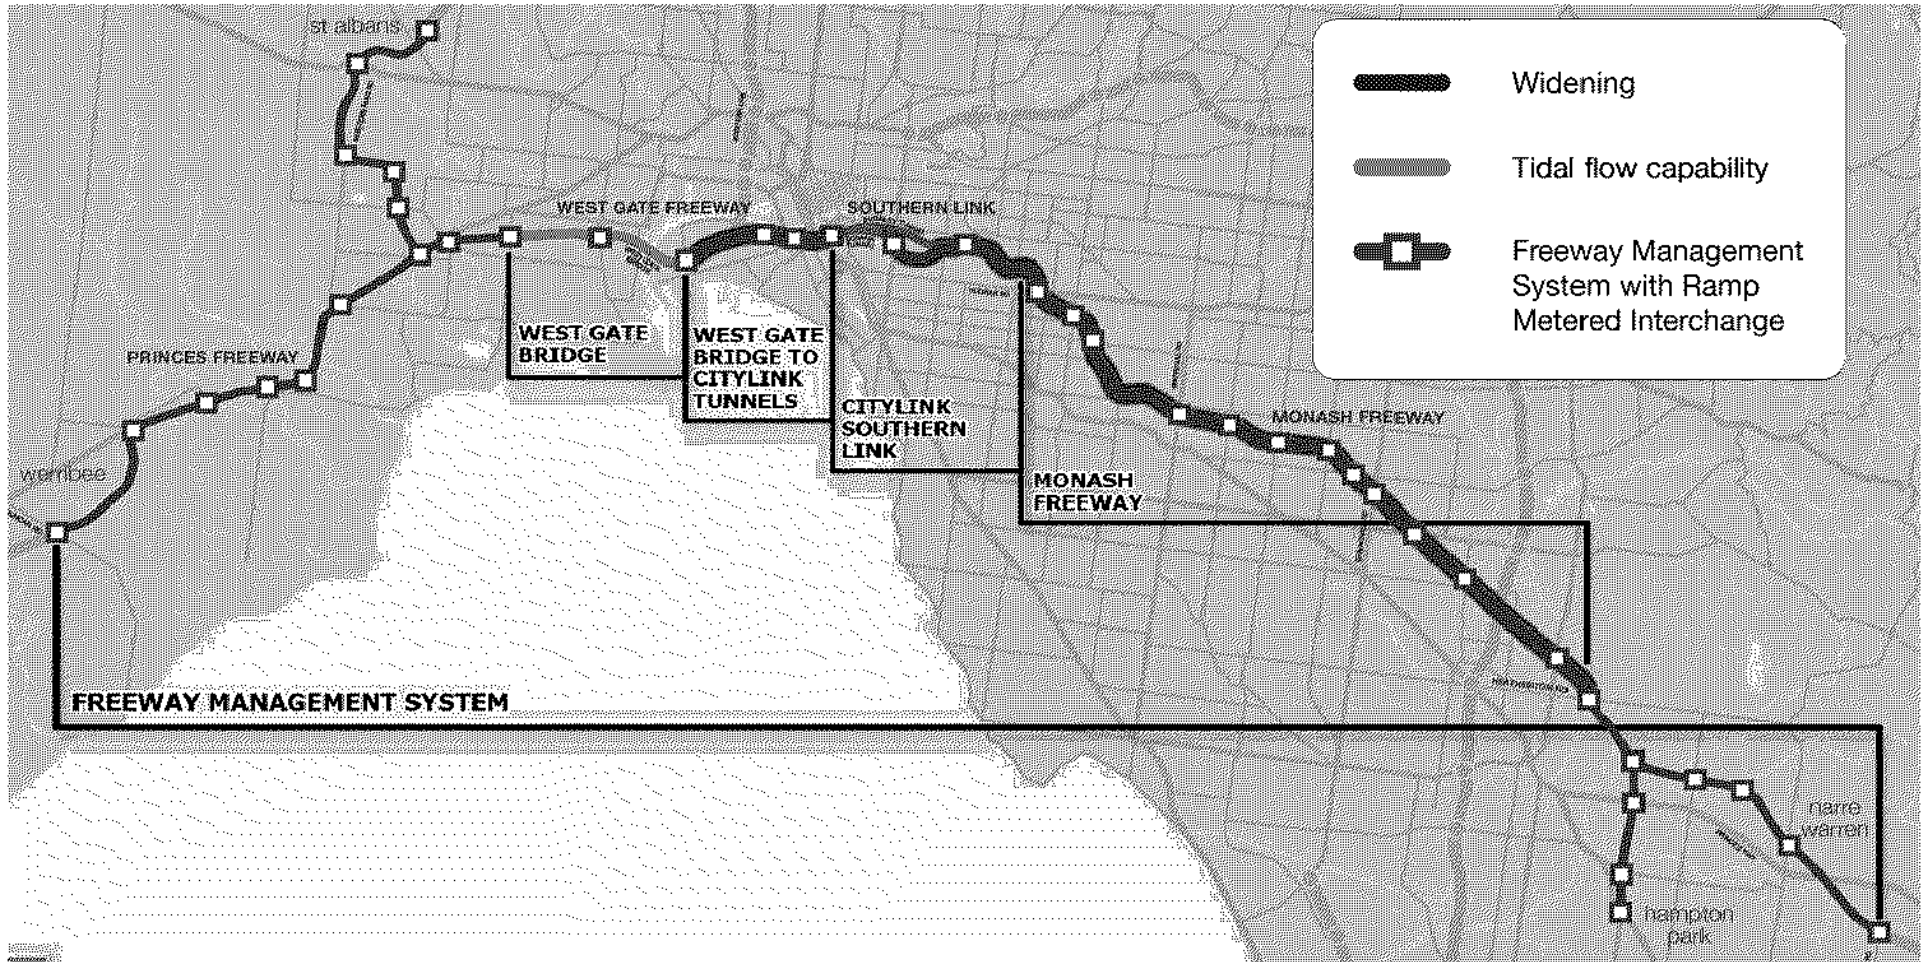 st albans
Widening
Tidal flow capability
Freeway Management
System with Ramp
Metered Interchange
WEST GATE FREEWAY
SOUTHERN LINK
WEST GATE
BRIDGE
WEST GATE
BRIDGE TO
CITYLINK
TUNNELS
PRINCES FREEWAY
CITYLINK
SOUTHERN
LINK
MONASH FREEWAY
werribee
MONASH
FREEWAY
FREEWAY MANAGEMENT SYSTEM
narre
warren
hampton
park